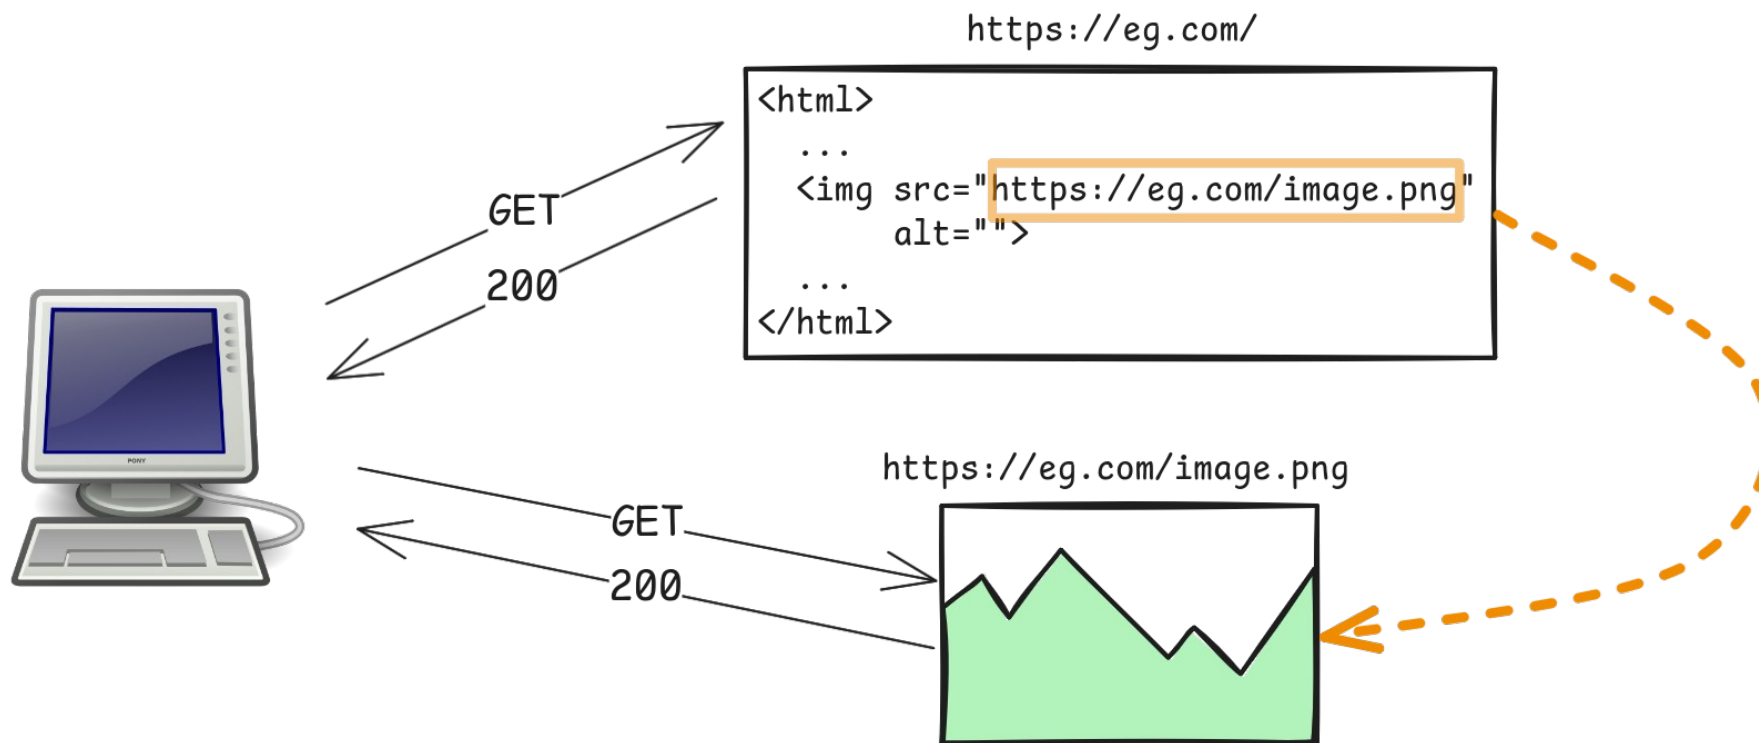 https://eg.com/
<html>
...
<img src="https://eg.com/image.png"
alt="">
...
</html>
GET
200
PONY
https://eg.com/image.png
GET
200